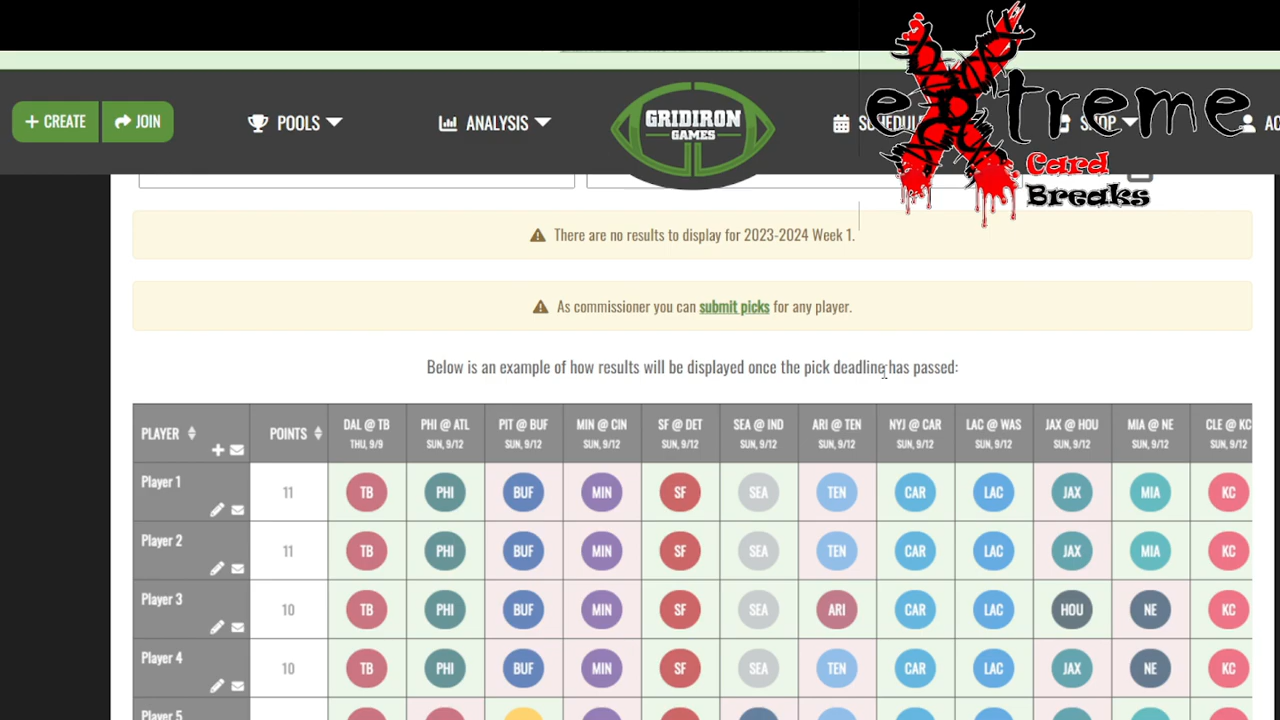 eXtreme
Card
Breaks
CREATE
JOIN
POOLS
ANALYSIS
GRIDIRON
GAMES
SHOP
There are no results to display for 2023-2024 Week 1.
As commissioner you can submit picks for any player.
Below is an example of how results will be displayed once the pick deadline has passed:
PLAYER POINTS DAL @ TB PHI @ ATL PIT @ BUF MIN @ CIN SF @ DET SEA @ IND ARI @ TEN NYJ @ CAR LAC @ WAS JAX @ HOU MIA @ NE CLE @ KC
THU, 9/9 SUN, 9/12 SUN, 9/12 SUN, 9/12 SUN, 9/12 SUN, 9/12 SUN, 9/12 SUN, 9/12 SUN, 9/12 SUN, 9/12 SUN, 9/12 SUN, 9/12
Player 1 11 TB PHI BUF MIN SF SEA TEN CAR LAC JAX MIA KC
Player 2 11 TB PHI BUF MIN SF SEA TEN CAR LAC JAX MIA KC
Player 3 10 TB PHI BUF MIN SF SEA ARI CAR LAC HOU NE KC
Player 4 10 TB PHI BUF MIN SF SEA TEN CAR LAC JAX NE KC
Player 5